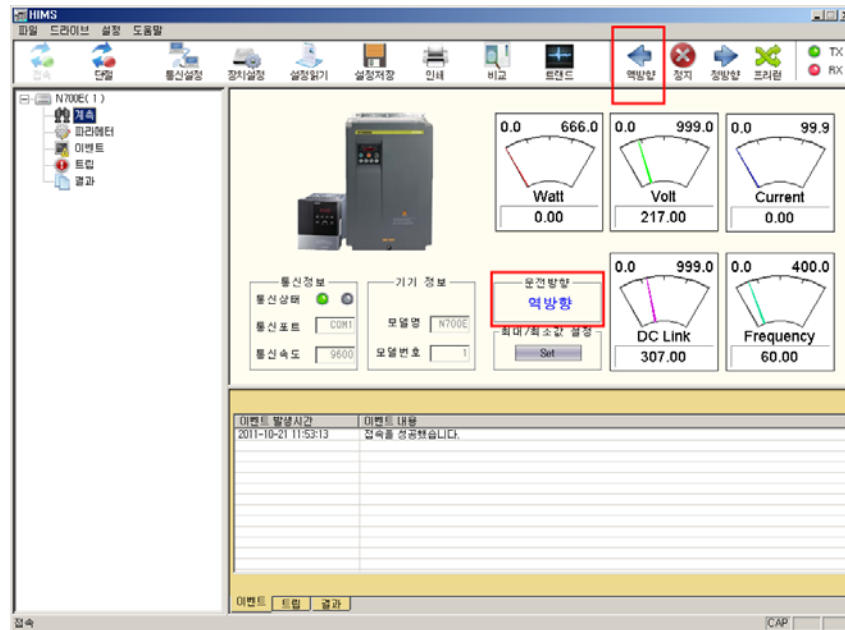 HIMS
파일 드라이브 설정 도움말
접속 단절 통신설정 장치설정 설정읽기 설정저장 인쇄 비교 트랜드 역방향 정지 정방향 프리런 TX
RX
N700E( 1 )
계측
파라메터
이벤트
트립
결과
0.0 666.0 0.0 999.0 0.0 99.9
Watt Volt Current
0.00 217.00 0.00
통신정보 기기 정보 운전방향
통신상태
역방향
통신포트 COM1 모델명 N700E
최대/최소값 설정
통신속도 9600 모델번호 1 Set
0.0 999.0 0.0 400.0
DC Link Frequency
307.00 60.00
이벤트 발생시간 이벤트 내용
2011-10-21 11:53:13 접속을 성공했습니다.
이벤트 트립 결과
접속 CAP